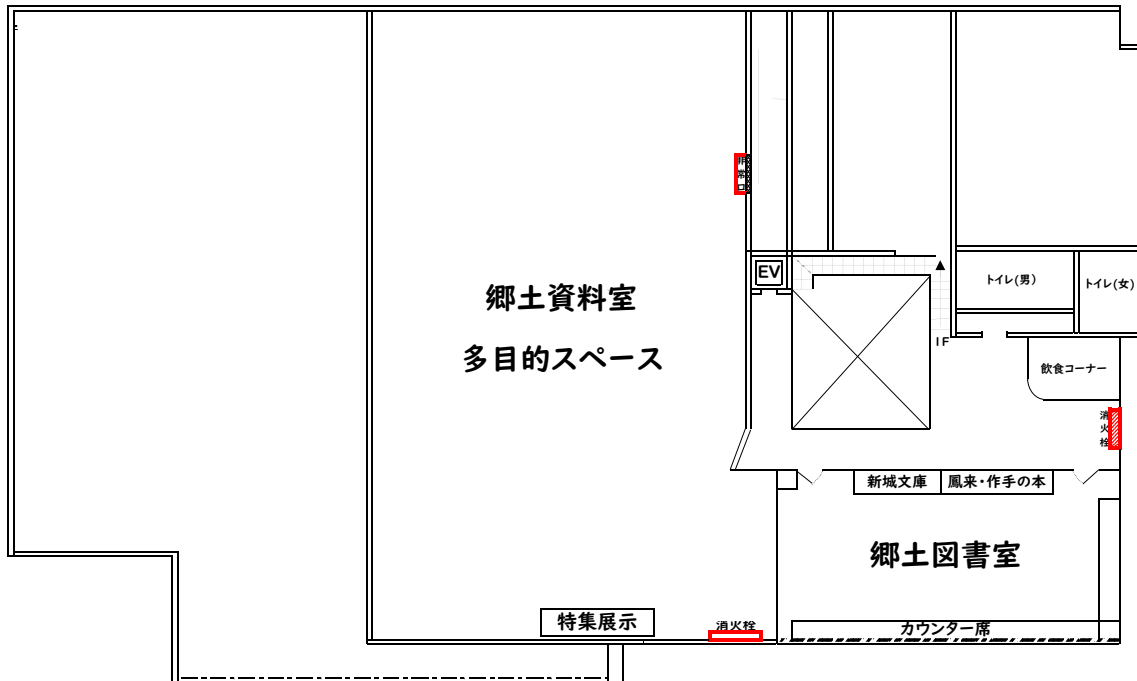 非常口
EV
トイレ(男)
トイレ(女)
郷土資料室
多目的スペース
1F
飲食コーナー
消火栓
新城文庫
鳳来・作手の本
郷土図書室
特集展示
消火栓
カウンター席